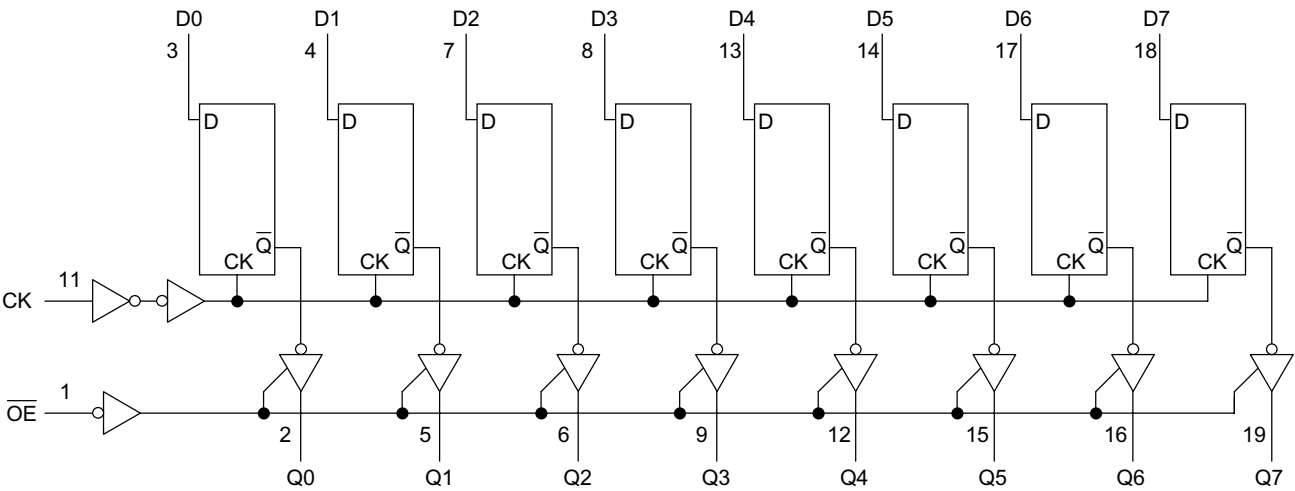 D0 D1 D2 D3 D4 D5 D6 D7
3 4 7 8 13 14 17 18
D D D D D D D D
Q̅ Q̅ Q̅ Q̅ Q̅ Q̅ Q̅ Q̅
CK CK CK CK CK CK CK CK
11
CK
1
O̅E̅
2 5 6 9 12 15 16 19
Q0 Q1 Q2 Q3 Q4 Q5 Q6 Q7